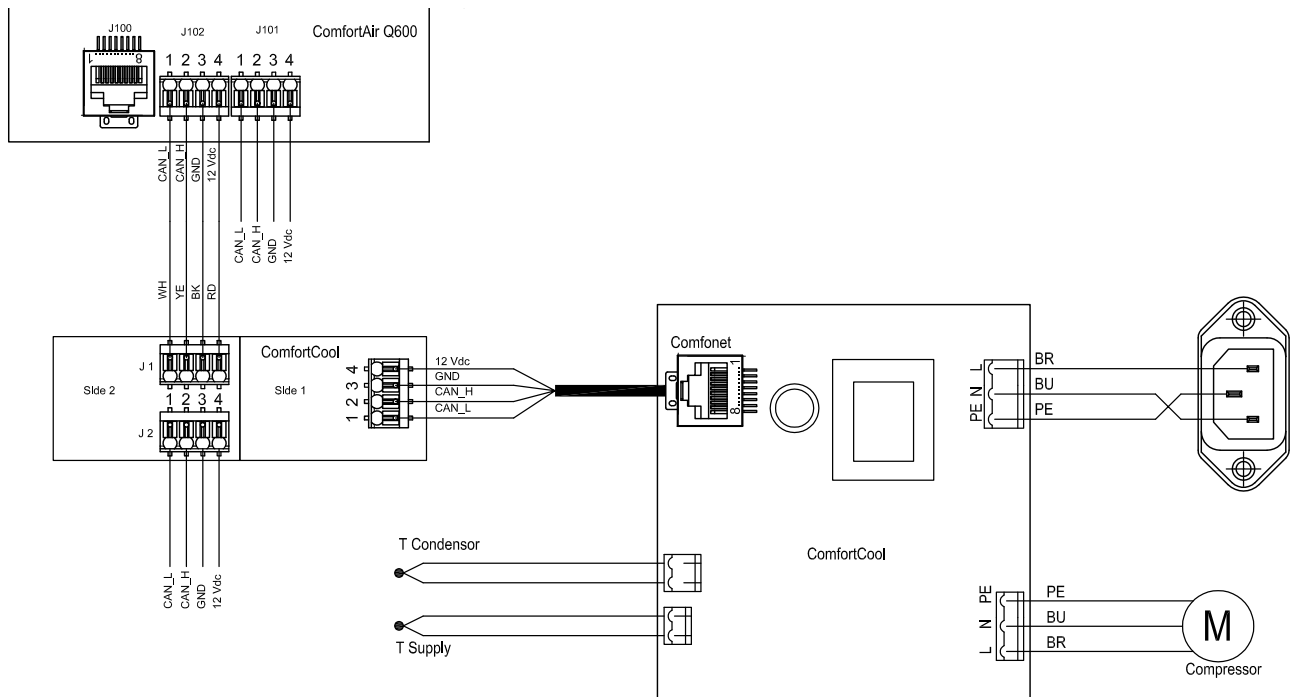 ComfortAir Q600
J100
J102
J101
1 8
1 2 3 4
1 2 3 4
CAN_L
CAN_H
GND
12 Vdc
CAN_L
CAN_H
GND
12 Vdc
WH
YE
BK
RD
SIde 2
J 1
1 2 3 4
J 2
CAN_L
CAN_H
GND
12 Vdc
ComfortCool
SIde 1
4
3
2
1
12 Vdc
GND
CAN_H
CAN_L
Comfonet
1
8
L
N
PE
BR
BU
PE
ComfortCool
T Condensor
T Supply
PE
N
L
PE
BU
BR
M
Compressor